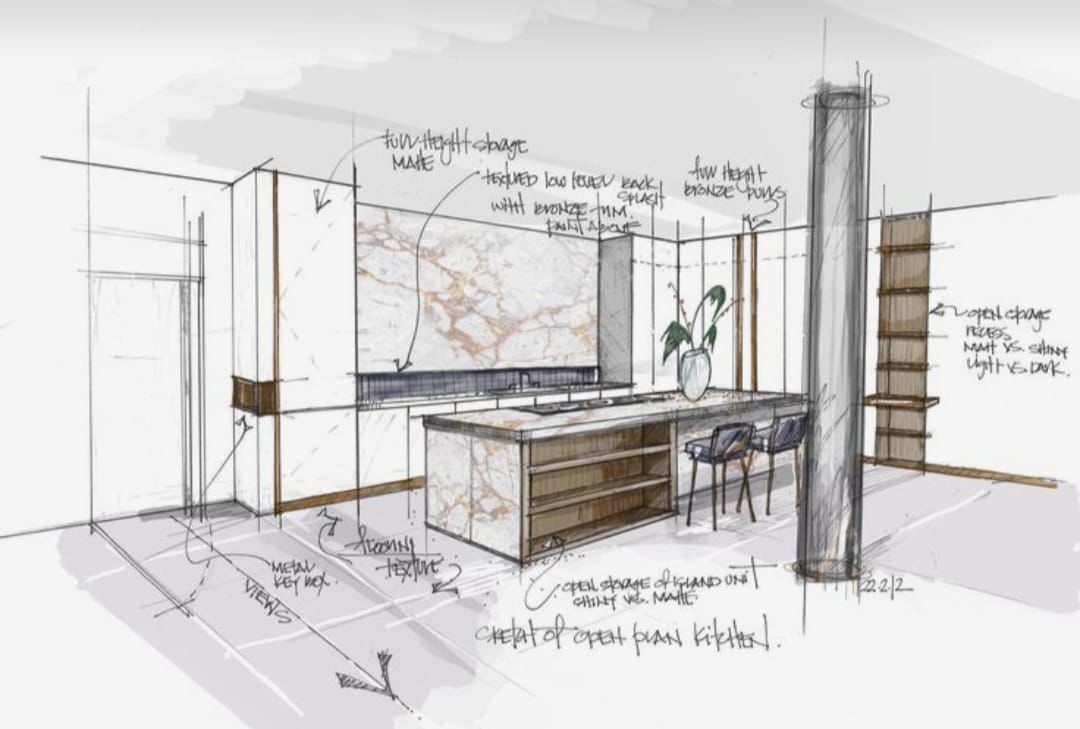 FULL HEIGHT STORAGE
MATE
TEXTURED LOW LEVEL BACK
SPLASH
WITH BRONZE TRIM.
PAINT ABOVE
FULL HEIGHT
BRONZE PULLS
OPEN STORAGE
RECESS
MATT VS. SHINY
LIGHT VS DARK.
FLOORING
TEXTURE
METAL
KEY BOX.
VIEWS
OPEN STORAGE OF ISLAND UNIT
SHINY VS. MATTE
22.2/2
SKETCH OF OPEN PLAN KITCHEN.